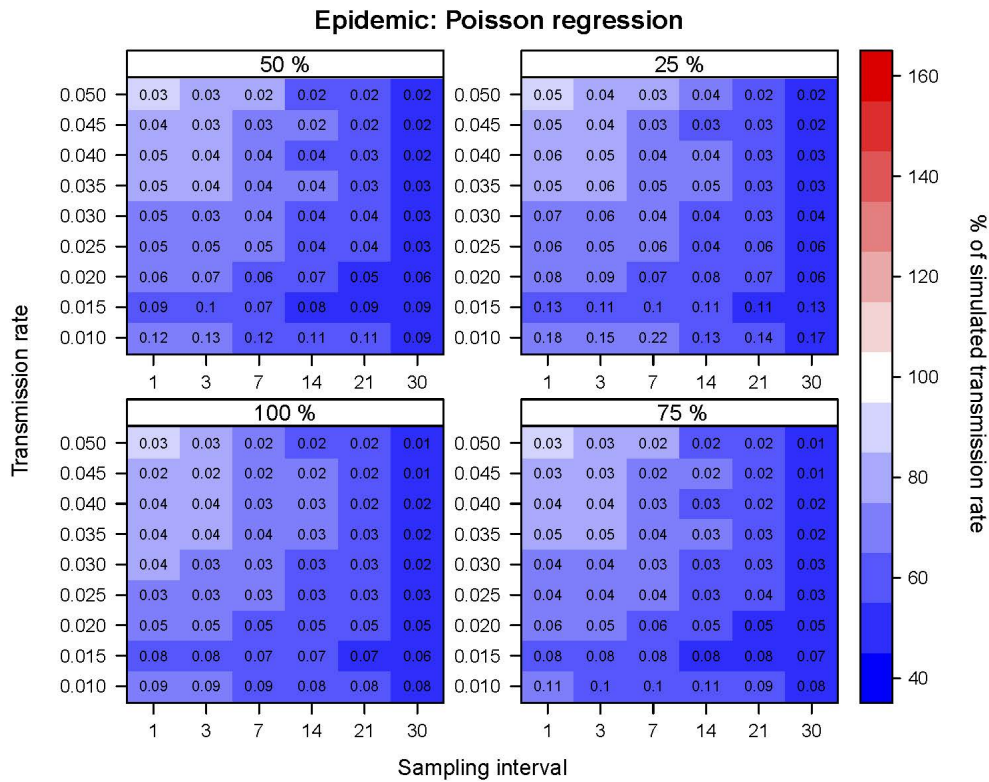 Epidemic: Poisson regression
50 %
0.050 0.03 0.03 0.02 0.02 0.02 0.02
0.045 0.04 0.03 0.03 0.02 0.02 0.02
0.040 0.05 0.04 0.04 0.04 0.03 0.02
0.035 0.05 0.04 0.04 0.04 0.03 0.03
0.030 0.05 0.03 0.04 0.04 0.04 0.03
0.025 0.05 0.05 0.05 0.04 0.04 0.03
0.020 0.06 0.07 0.06 0.07 0.05 0.06
0.015 0.09 0.1 0.07 0.08 0.09 0.09
0.010 0.12 0.13 0.12 0.11 0.11 0.09
1 3 7 14 21 30
25 %
0.050 0.05 0.04 0.03 0.04 0.02 0.02
0.045 0.05 0.04 0.03 0.03 0.03 0.02
0.040 0.06 0.05 0.04 0.04 0.03 0.03
0.035 0.05 0.06 0.05 0.05 0.03 0.03
0.030 0.07 0.06 0.04 0.04 0.03 0.04
0.025 0.06 0.05 0.06 0.04 0.06 0.06
0.020 0.08 0.09 0.07 0.08 0.07 0.06
0.015 0.13 0.11 0.1 0.11 0.11 0.13
0.010 0.18 0.15 0.22 0.13 0.14 0.17
1 3 7 14 21 30
100 %
0.050 0.03 0.03 0.02 0.02 0.02 0.01
0.045 0.02 0.02 0.02 0.02 0.02 0.01
0.040 0.04 0.04 0.03 0.03 0.02 0.02
0.035 0.04 0.04 0.04 0.03 0.03 0.02
0.030 0.04 0.03 0.03 0.03 0.03 0.02
0.025 0.03 0.03 0.03 0.03 0.03 0.03
0.020 0.05 0.05 0.05 0.05 0.05 0.05
0.015 0.08 0.08 0.07 0.07 0.07 0.06
0.010 0.09 0.09 0.09 0.08 0.08 0.08
1 3 7 14 21 30
75 %
0.050 0.03 0.03 0.02 0.02 0.02 0.01
0.045 0.03 0.03 0.02 0.02 0.02 0.01
0.040 0.04 0.04 0.03 0.03 0.02 0.02
0.035 0.05 0.05 0.04 0.03 0.03 0.02
0.030 0.04 0.04 0.03 0.03 0.03 0.03
0.025 0.04 0.04 0.04 0.03 0.04 0.03
0.020 0.06 0.05 0.06 0.05 0.05 0.05
0.015 0.08 0.08 0.08 0.08 0.08 0.07
0.010 0.11 0.1 0.1 0.11 0.09 0.08
1 3 7 14 21 30
Transmission rate
Sampling interval
160
140
120
100
80
60
40
% of simulated transmission rate